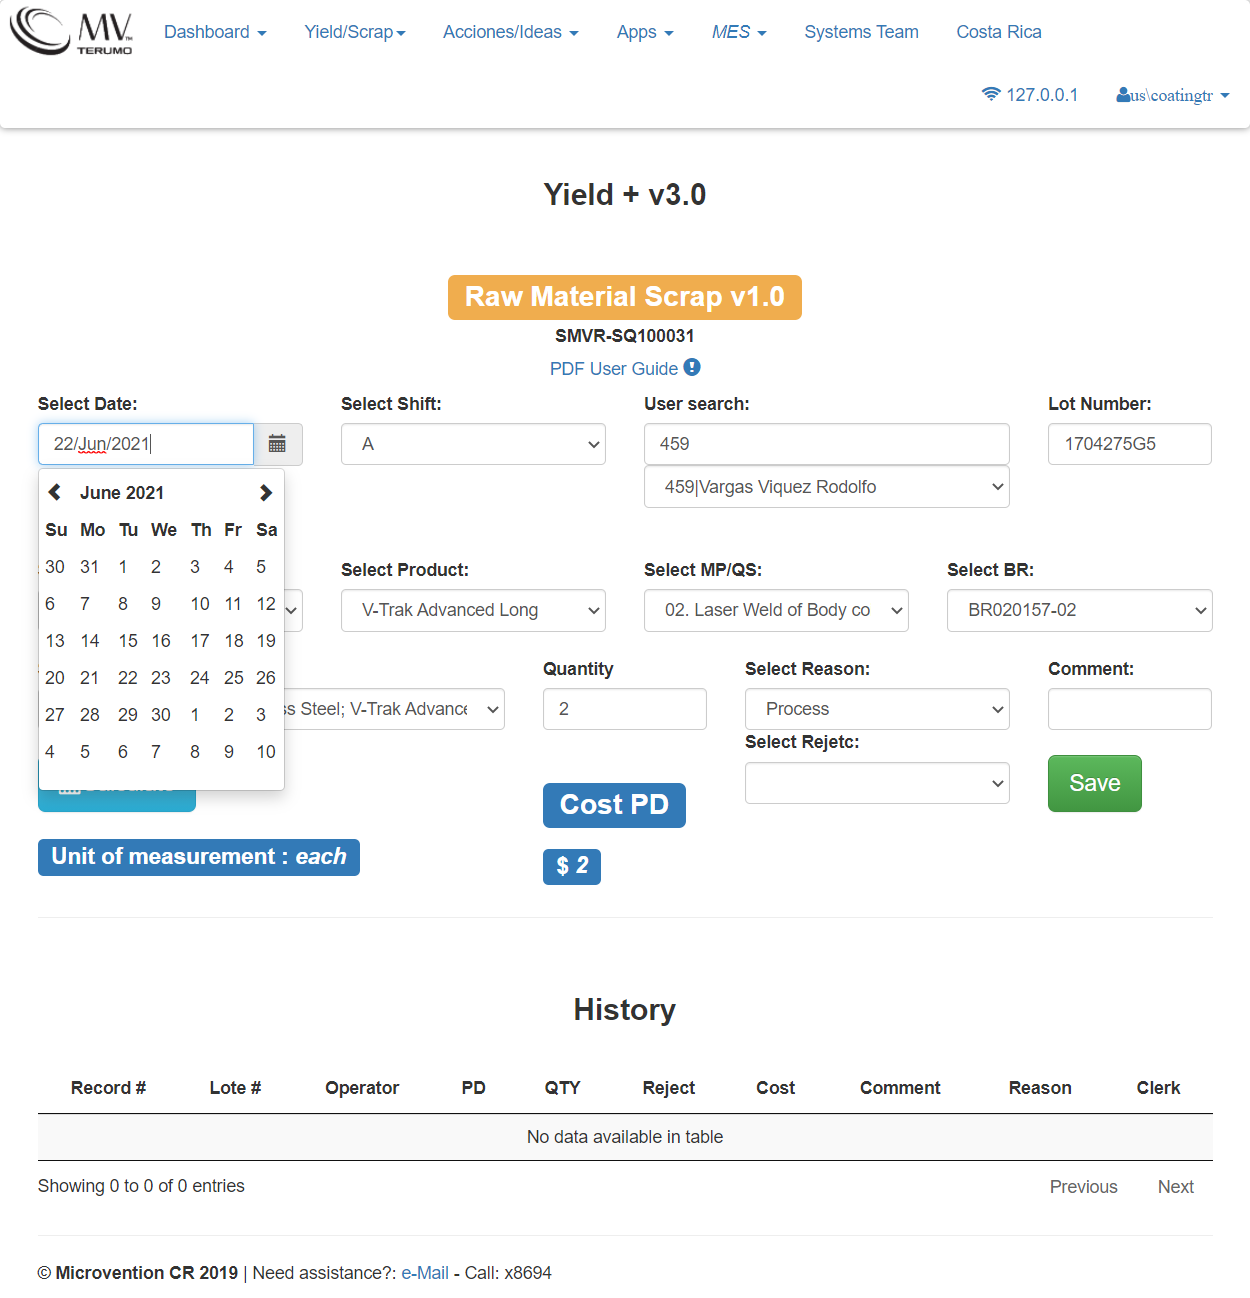 MV TERUMO
Dashboard Yield/Scrap Acciones/Ideas Apps MES Systems Team Costa Rica
127.0.0.1 us\coatingtr
Yield + v3.0
Raw Material Scrap v1.0
SMVR-SQ100031
PDF User Guide
Select Date: Select Shift: User search: Lot Number:
22/Jun/2021 A 459 1704275G5
459|Vargas Viquez Rodolfo
June 2021
Su Mo Tu We Th Fr Sa
30 31 1 2 3 4 5
6 7 8 9 10 11 12
13 14 15 16 17 18 19
20 21 22 23 24 25 26
27 28 29 30 1 2 3
4 5 6 7 8 9 10
Select Product: Select MP/QS: Select BR:
V-Trak Advanced Long 02. Laser Weld of Body co BR020157-02
Quantity Select Reason: Comment:
ss Steel; V-Trak Advance 2 Process
Select Rejetc:
Save
Cost PD
Unit of measurement : each
$ 2
History
Record # Lote # Operator PD QTY Reject Cost Comment Reason Clerk
No data available in table
Showing 0 to 0 of 0 entries Previous Next
© Microvention CR 2019 | Need assistance?: e-Mail - Call: x8694